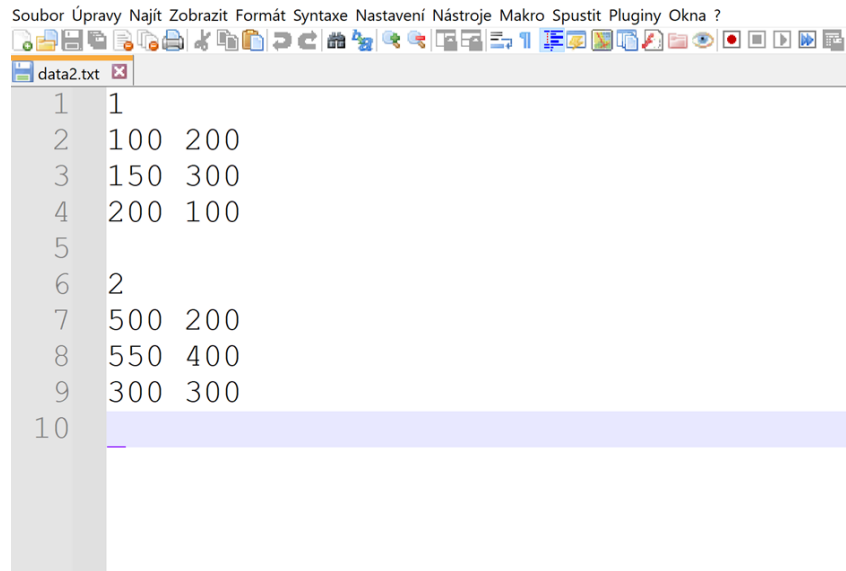 Soubor Úpravy Najít Zobrazit Formát Syntaxe Nastavení Nástroje Makro Spustit Pluginy Okna ?
data2.txt
1 1
2 100 200
3 150 300
4 200 100
5
6 2
7 500 200
8 550 400
9 300 300
10